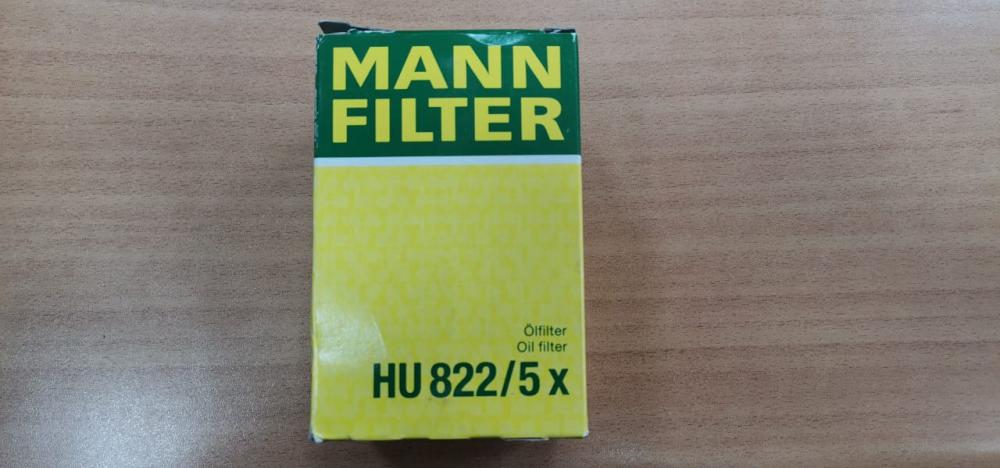 MANN
FILTER
Ölfilter
Oil filter
HU 822/5 x